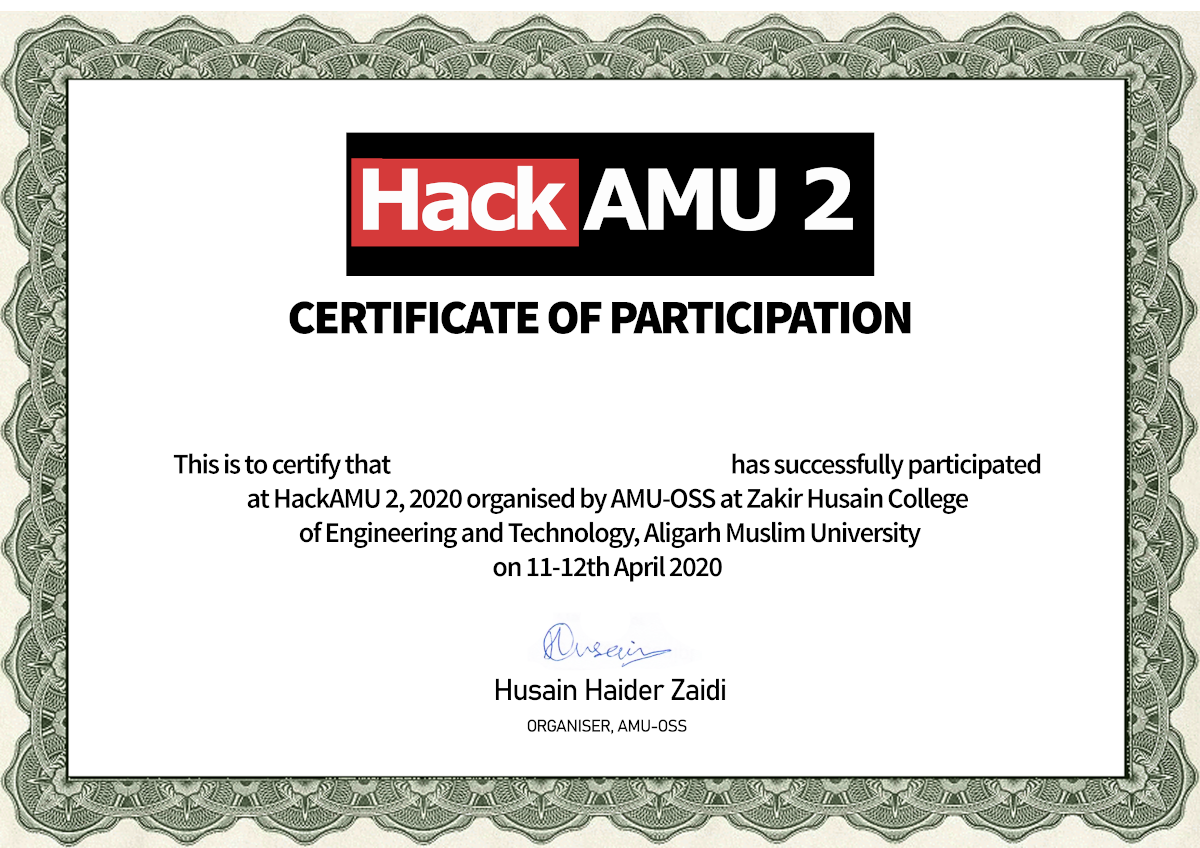 Hack AMU 2
CERTIFICATE OF PARTICIPATION
This is to certify that has successfully participated
at HackAMU 2, 2020 organised by AMU-OSS at Zakir Husain College
of Engineering and Technology, Aligarh Muslim University
on 11-12th April 2020
Husain
Husain Haider Zaidi
ORGANISER, AMU-OSS